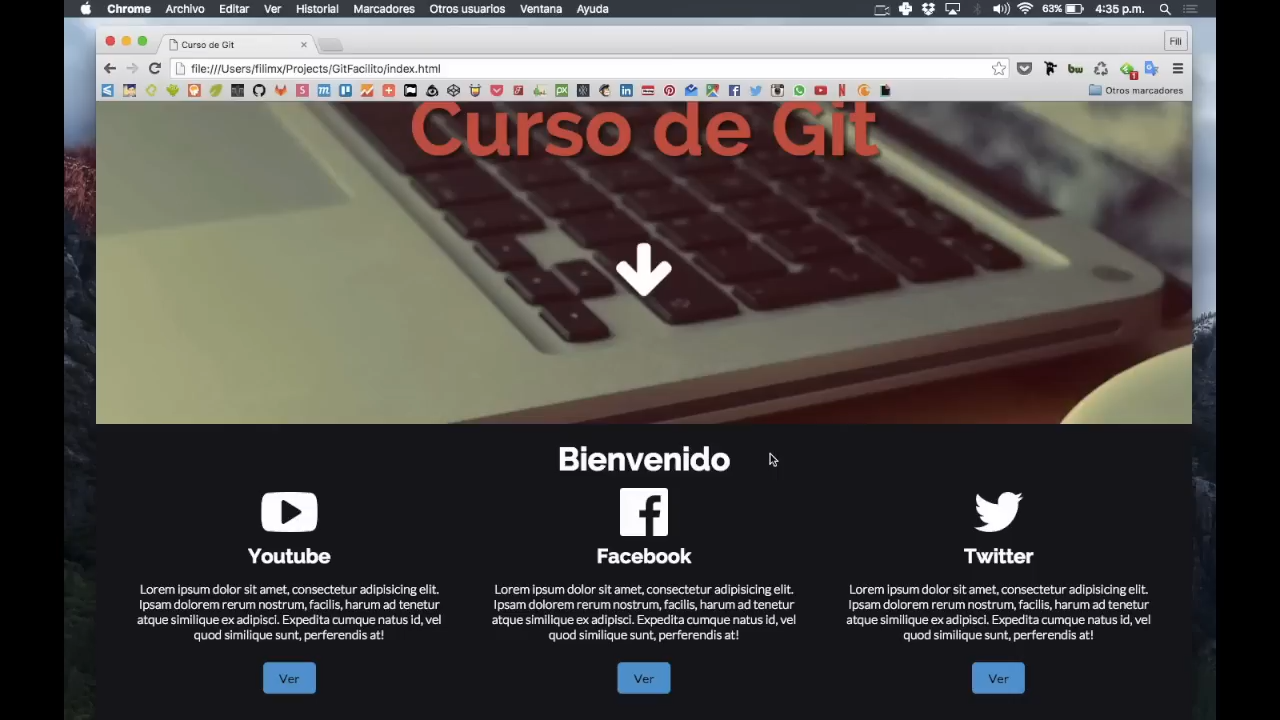 Chrome Archivo Editar Ver Historial Marcadores Otros usuarios Ventana Ayuda 63% 4:35 p.m.
Curso de Git Fili
file:///Users/filimx/Projects/GitFacilito/index.html
Otros marcadores
Curso de Git
Bienvenido
Youtube Facebook Twitter
Lorem ipsum dolor sit amet, consectetur adipisicing elit.
Ipsam dolorem rerum nostrum, facilis, harum ad tenetur
atque similique ex adipisci. Expedita cumque natus id, vel
quod similique sunt, perferendis at!
Ver
Lorem ipsum dolor sit amet, consectetur adipisicing elit.
Ipsam dolorem rerum nostrum, facilis, harum ad tenetur
atque similique ex adipisci. Expedita cumque natus id, vel
quod similique sunt, perferendis at!
Ver
Lorem ipsum dolor sit amet, consectetur adipisicing elit.
Ipsam dolorem rerum nostrum, facilis, harum ad tenetur
atque similique ex adipisci. Expedita cumque natus id, vel
quod similique sunt, perferendis at!
Ver